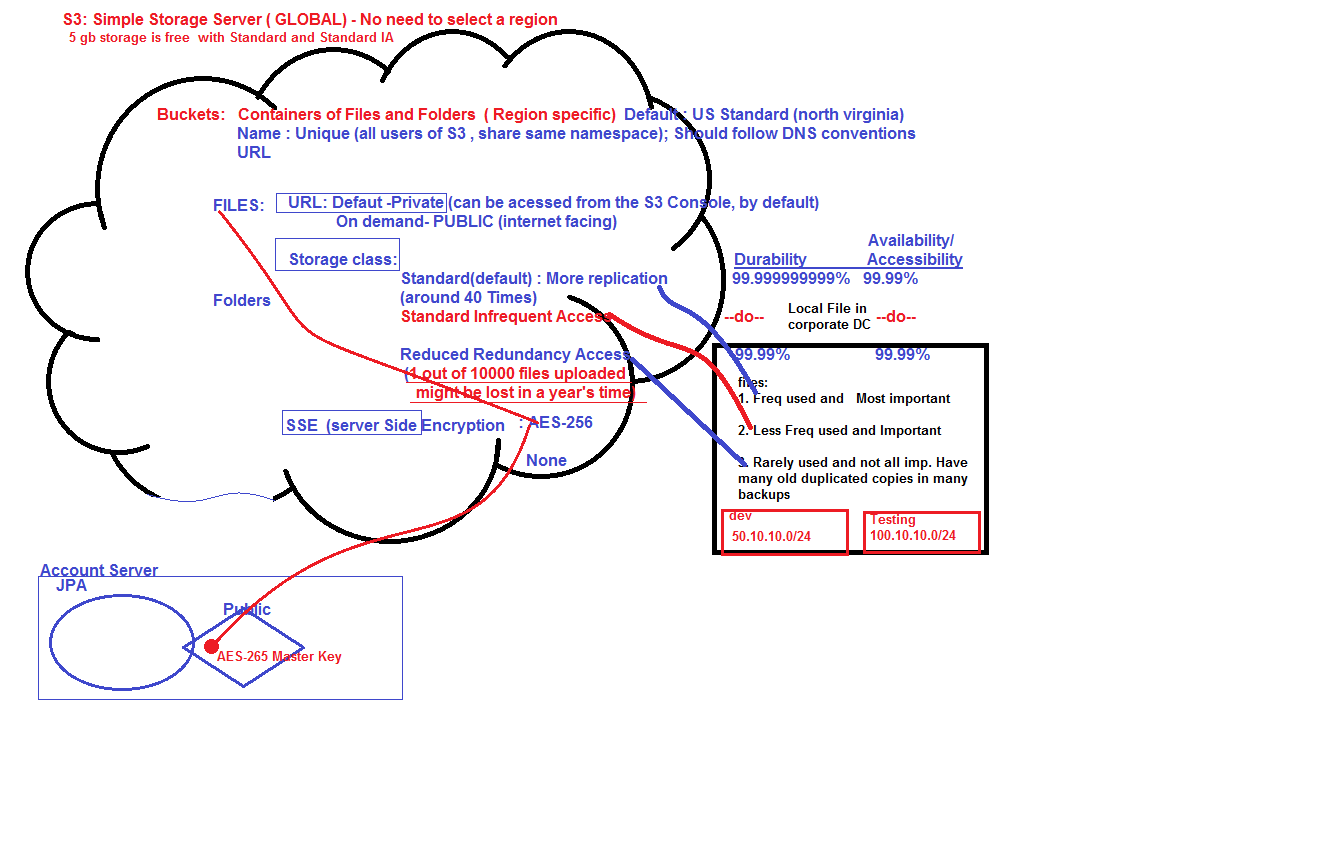 S3: Simple Storage Server ( GLOBAL) - No need to select a region
5 gb storage is free with Standard and Standard IA
Buckets: Containers of Files and Folders ( Region specific) Default : US Standard (north virginia)
Name : Unique (all users of S3 , share same namespace); Should follow DNS conventions
URL
FILES: URL: Defaut -Private (can be acessed from the S3 Console, by default)
On demand- PUBLIC (internet facing)
Storage class:
Availability/
Durability Accessibility
Standard(default) : More replication 99.999999999% 99.99%
(around 40 Times)
Folders
Standard Infrequent Access --do-- Local File in corporate DC --do--
Reduced Redundancy Access 99.99% 99.99%
(1 out of 10000 files uploaded
might be lost in a year's time)
SSE (server Side Encryption : AES-256
None
files:
1. Freq used and Most important
2. Less Freq used and Important
3. Rarely used and not all imp. Have
many old duplicated copies in many
backups
dev
50.10.10.0/24
Testing
100.10.10.0/24
Account Server
JPA
Public
AES-265 Master Key